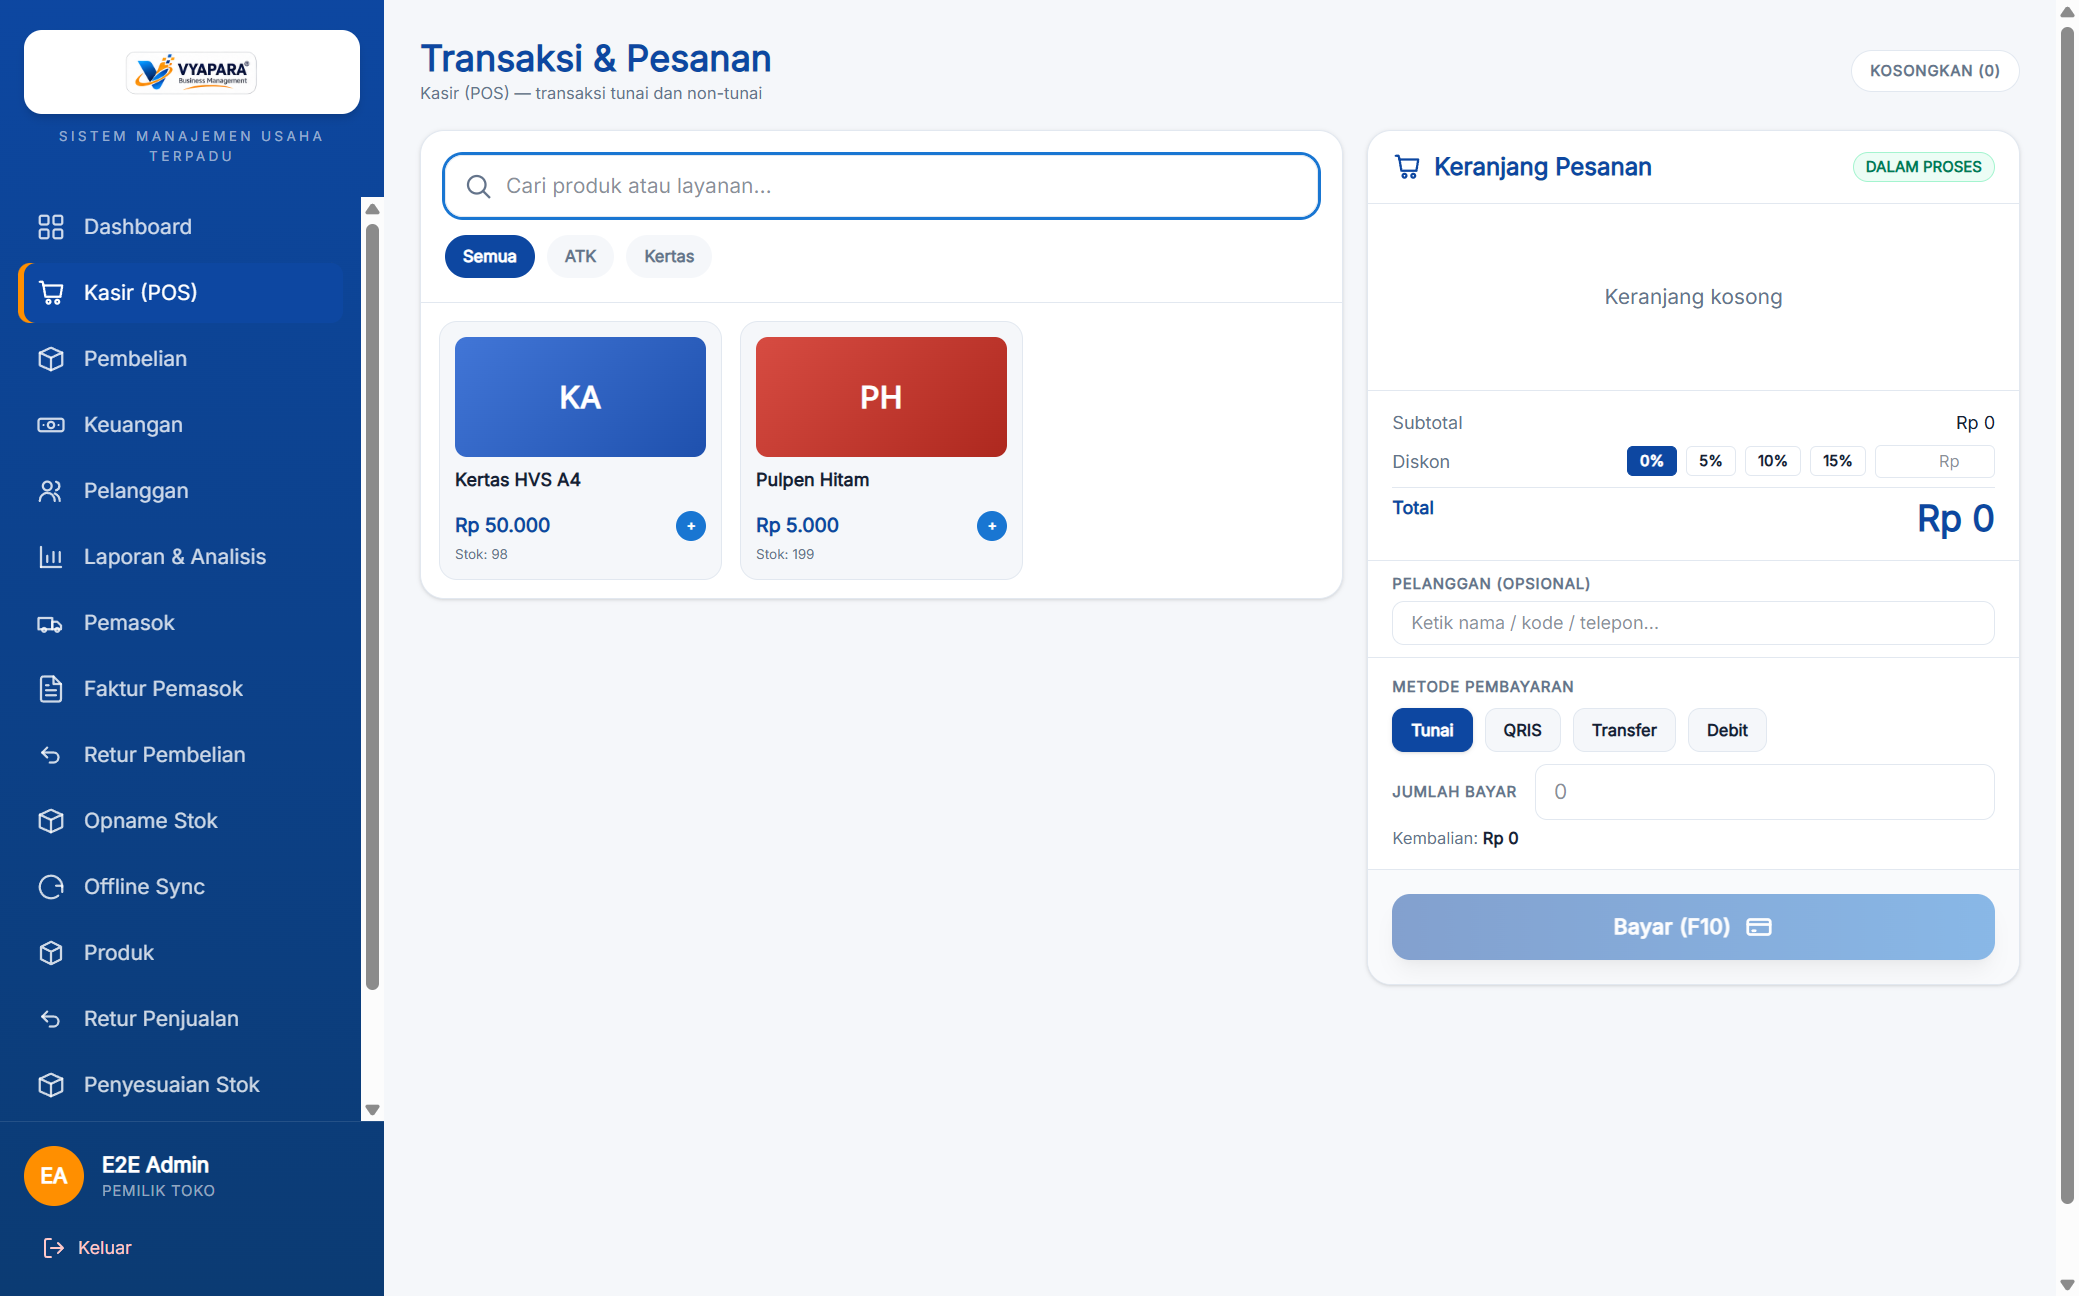 VYAPARA®
Business Management
SISTEM MANAJEMEN USAHA
TERPADU
Dashboard
Kasir (POS)
Pembelian
Keuangan
Pelanggan
Laporan & Analisis
Pemasok
Faktur Pemasok
Retur Pembelian
Opname Stok
Offline Sync
Produk
Retur Penjualan
Penyesuaian Stok
EA
E2E Admin
PEMILIK TOKO
Keluar
Transaksi & Pesanan
Kasir (POS) — transaksi tunai dan non-tunai
KOSONGKAN (0)
Cari produk atau layanan...
Semua ATK Kertas
KA
Kertas HVS A4
Rp 50.000 +
Stok: 98
PH
Pulpen Hitam
Rp 5.000 +
Stok: 199
Keranjang Pesanan DALAM PROSES
Keranjang kosong
Subtotal Rp 0
Diskon 0% 5% 10% 15% Rp
Total Rp 0
PELANGGAN (OPSIONAL)
Ketik nama / kode / telepon...
METODE PEMBAYARAN
Tunai QRIS Transfer Debit
JUMLAH BAYAR 0
Kembalian: Rp 0
Bayar (F10)